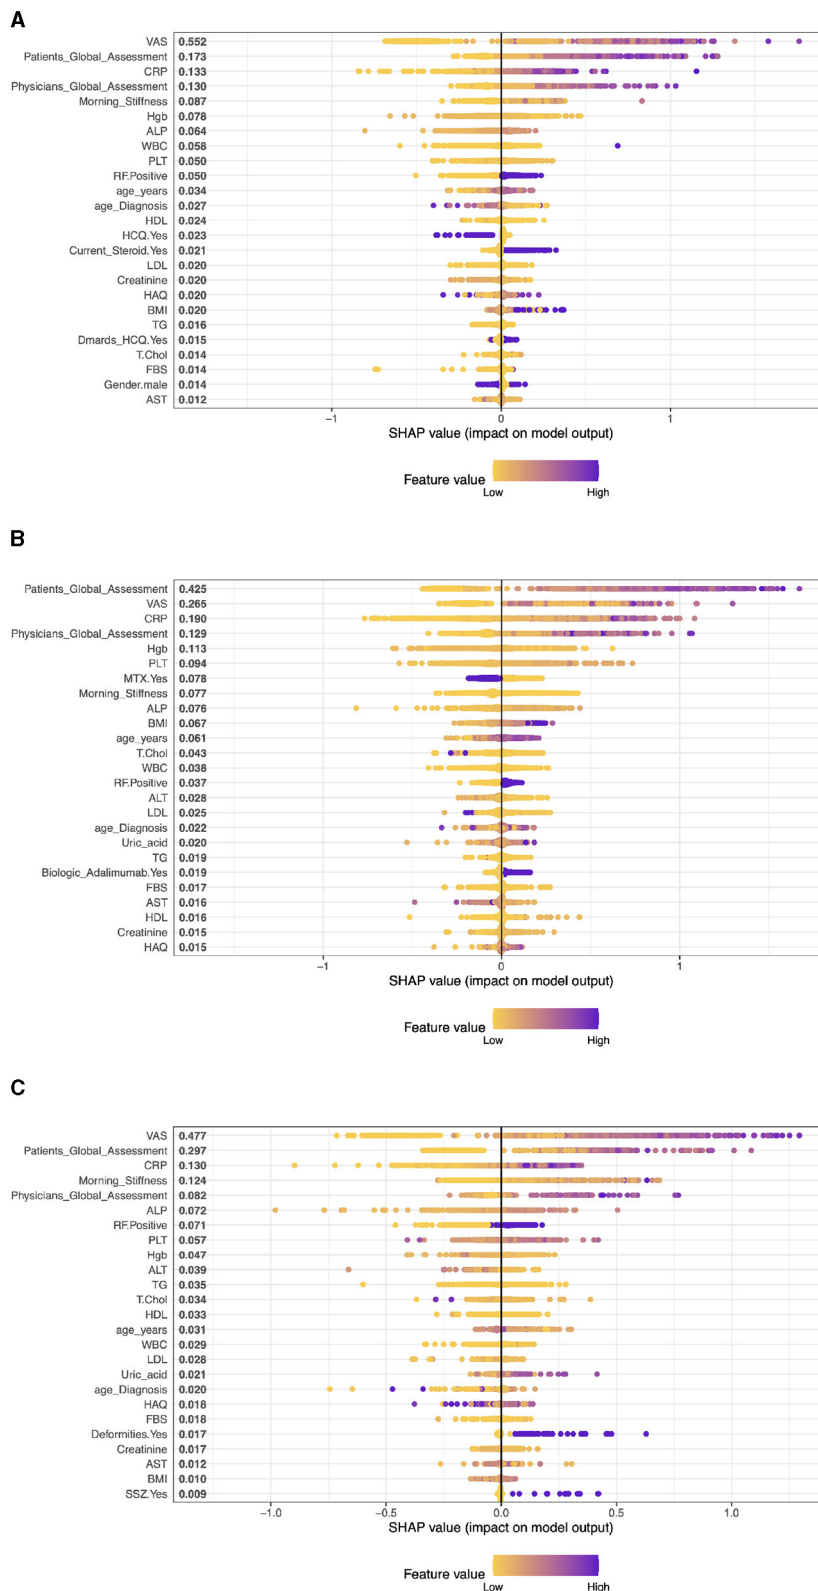 A
VAS 0.552
Patients_Global_Assessment 0.173
CRP 0.133
Physicians_Global_Assessment 0.130
Morning_Stiffness 0.087
Hgb 0.078
ALP 0.064
WBC 0.058
PLT 0.050
RF.Positive 0.050
age_years 0.034
age_Diagnosis 0.027
HDL 0.024
HCQ.Yes 0.023
Current_Steroid.Yes 0.021
LDL 0.020
Creatinine 0.020
HAQ 0.020
BMI 0.020
TG 0.016
Dmards_HCQ.Yes 0.015
T.Chol 0.014
FBS 0.014
Gender.male 0.014
AST 0.012
−1 0 1
SHAP value (impact on model output)
Feature value
Low High
B
Patients_Global_Assessment 0.425
VAS 0.265
CRP 0.190
Physicians_Global_Assessment 0.129
Hgb 0.113
PLT 0.094
MTX.Yes 0.078
Morning_Stiffness 0.077
ALP 0.076
BMI 0.067
age_years 0.061
T.Chol 0.043
WBC 0.038
RF.Positive 0.037
ALT 0.028
LDL 0.025
age_Diagnosis 0.022
Uric_acid 0.020
TG 0.019
Biologic_Adalimumab.Yes 0.019
FBS 0.017
AST 0.016
HDL 0.016
Creatinine 0.015
HAQ 0.015
−1 0 1
SHAP value (impact on model output)
Feature value
Low High
C
VAS 0.477
Patients_Global_Assessment 0.297
CRP 0.130
Morning_Stiffness 0.124
Physicians_Global_Assessment 0.082
ALP 0.072
RF.Positive 0.071
PLT 0.057
Hgb 0.047
ALT 0.039
TG 0.035
T.Chol 0.034
HDL 0.033
age_years 0.031
WBC 0.029
LDL 0.028
Uric_acid 0.021
age_Diagnosis 0.020
HAQ 0.018
FBS 0.018
Deformities.Yes 0.017
Creatinine 0.017
AST 0.012
BMI 0.010
SSZ.Yes 0.009
−1.0 −0.5 0.0 0.5 1.0
SHAP value (impact on model output)
Feature value
Low High